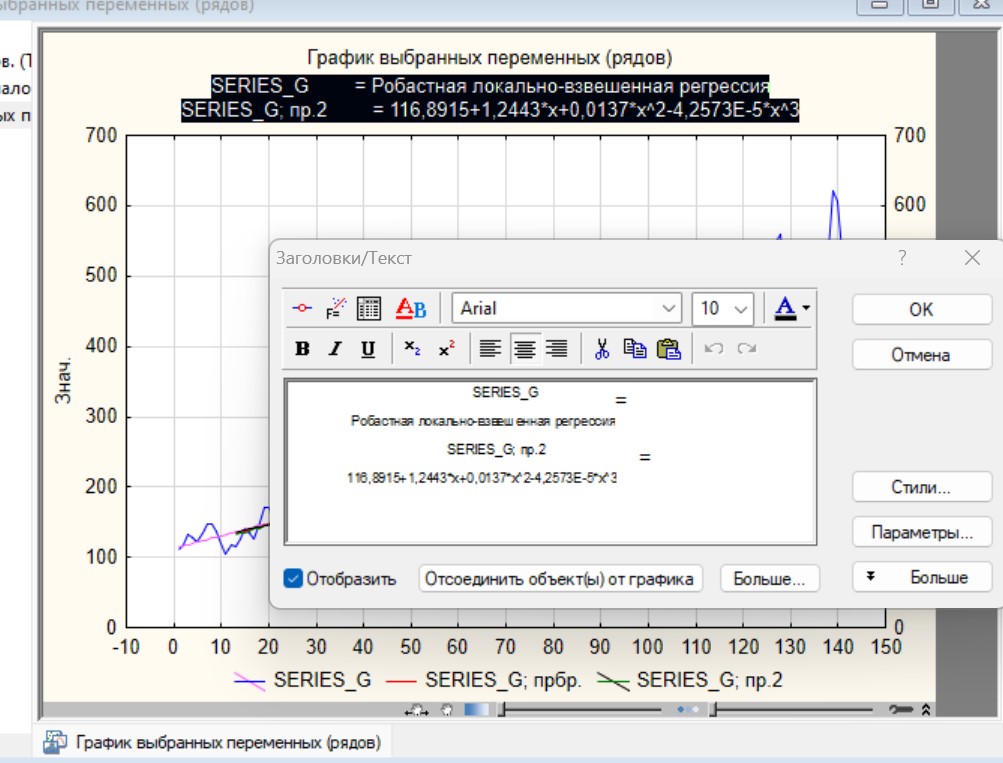 ыбранных переменных (рядов)
в. (Т
ало
ых п
График выбранных переменных (рядов)
SERIES_G = Робастная локально-взвешенная регрессия
SERIES_G; пр.2 = 116,8915+1,2443*x+0,0137*x^2-4,2573E-5*x^3
700 700
600 600
500
400
300
200
100
0 0
Знач.
-10 0 10 20 30 40 50 60 70 80 90 100 110 120 130 140 150
SERIES_G SERIES_G; прбр. SERIES_G; пр.2
Заголовки/Текст ?
F= AB Arial 10 A
B I U x2 x2
SERIES_G =
Робастная локально-взвешенная регрессия
SERIES_G; пр.2 =
116,8915+1,2443*x+0,0137*x^2-4,2573E-5*x^3
OK
Отмена
Стили...
Параметры...
Больше
Отобразить Отсоединить объект(ы) от графика Больше...
График выбранных переменных (рядов)